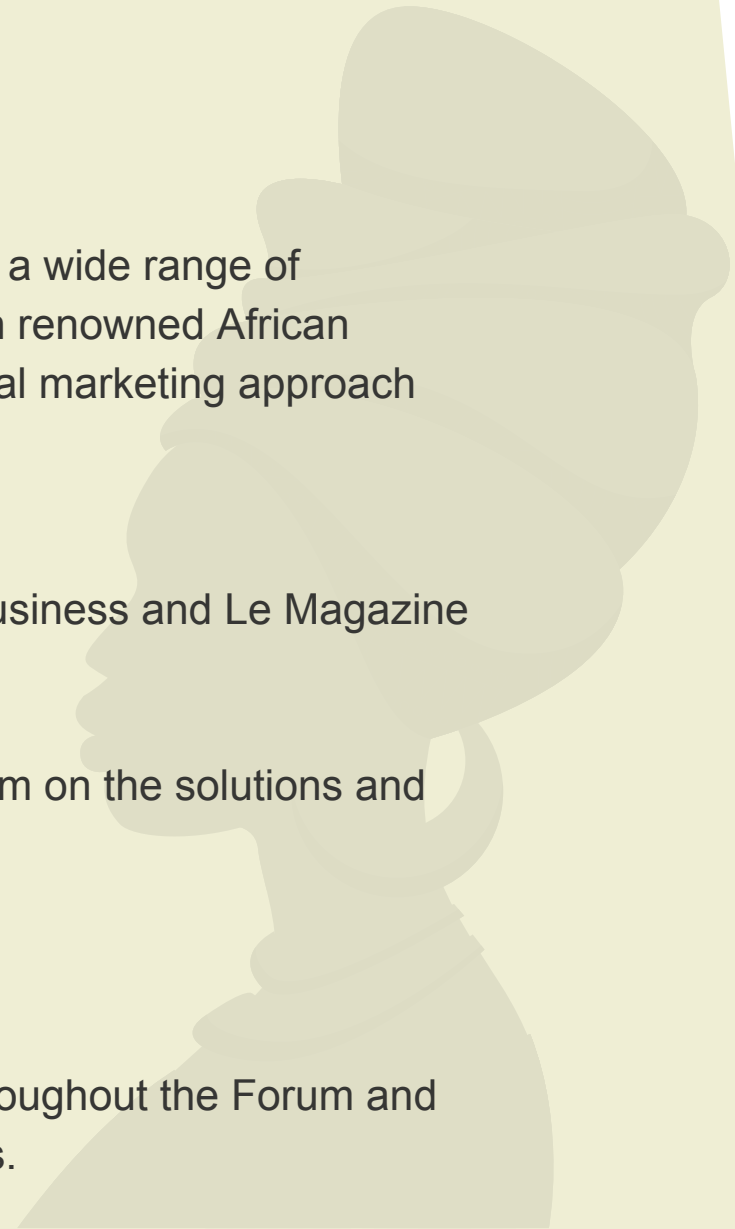 a wide range of
renowned African
al marketing approach
usiness and Le Magazine
m on the solutions and
oughout the Forum and
s.